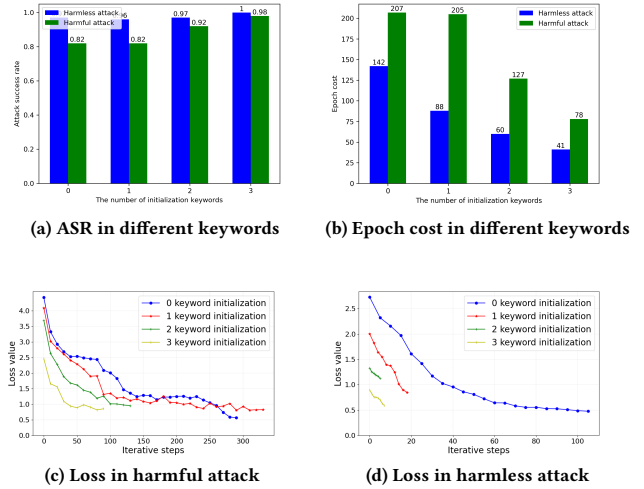 Harmless attack
Harmful attack
0.82
0.82
0.97
0.92
1
0.98
Attack success rate
1.0
0.8
0.6
0.4
0.2
0.0
0
1
2
3
The number of initialization keywords
(a) ASR in different keywords
Harmless attack
Harmful attack
142
207
88
205
60
127
41
78
Epoch cost
200
175
150
125
100
75
50
25
0
0
1
2
3
The number of initialization keywords
(b) Epoch cost in different keywords
0 keyword initialization
1 keyword initialization
2 keyword initialization
3 keyword initialization
Loss value
4.0
3.5
3.0
2.5
2.0
1.5
1.0
0.5
0
50
100
150
200
250
300
Iterative steps
(c) Loss in harmful attack
0 keyword initialization
1 keyword initialization
2 keyword initialization
3 keyword initialization
Loss value
2.5
2.0
1.5
1.0
0.5
0.0
0
20
40
60
80
100
Iterative steps
(d) Loss in harmless attack